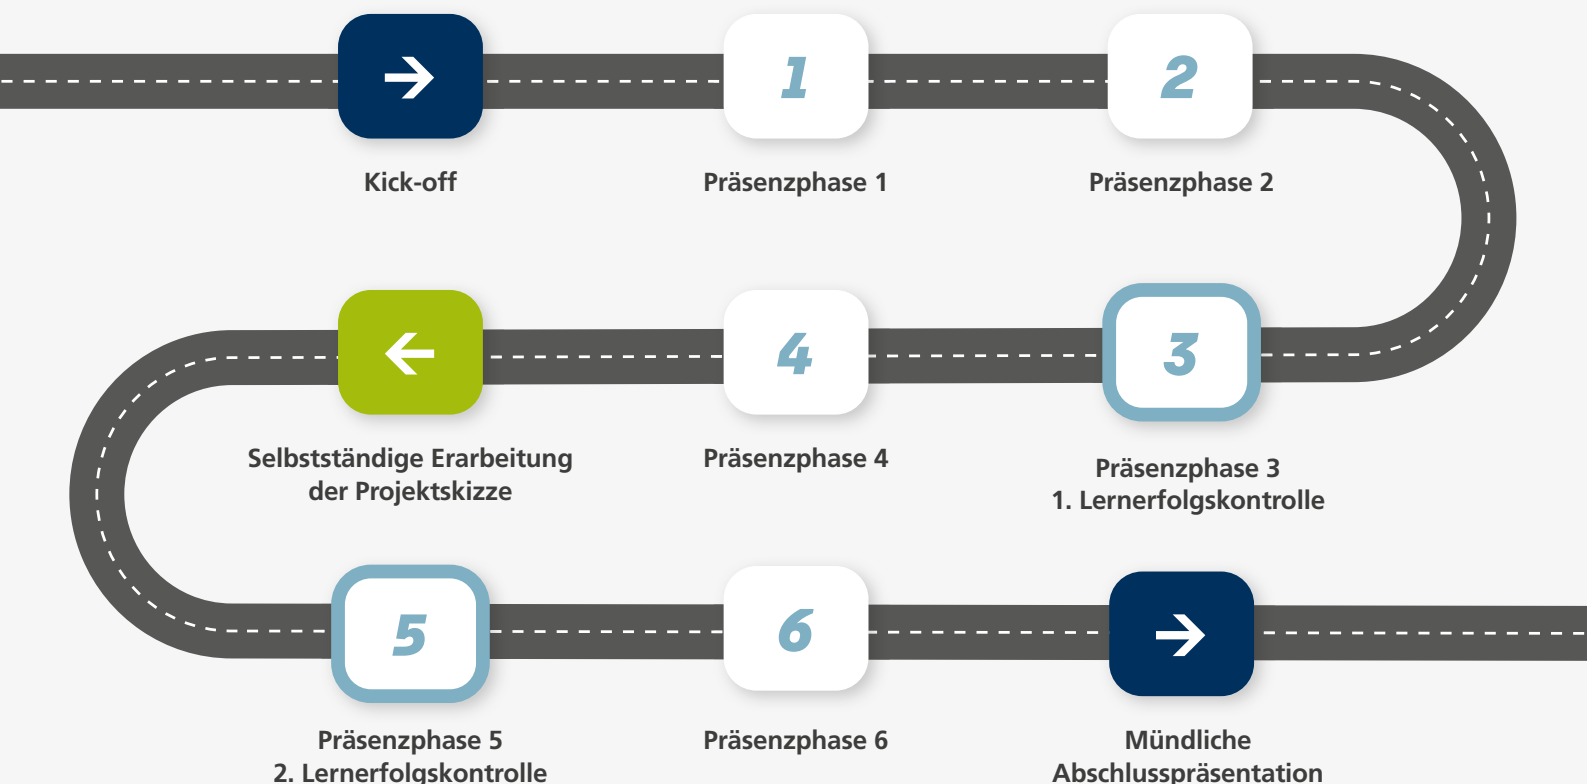 1
2
Kick-off
Präsenzphase 1
Präsenzphase 2
3
Präsenzphase 3
1. Lernerfolgskontrolle
4
Präsenzphase 4
Selbstständige Erarbeitung
der Projektskizze
5
Präsenzphase 5
2. Lernerfolgskontrolle
6
Präsenzphase 6
Mündliche
Abschlusspräsentation